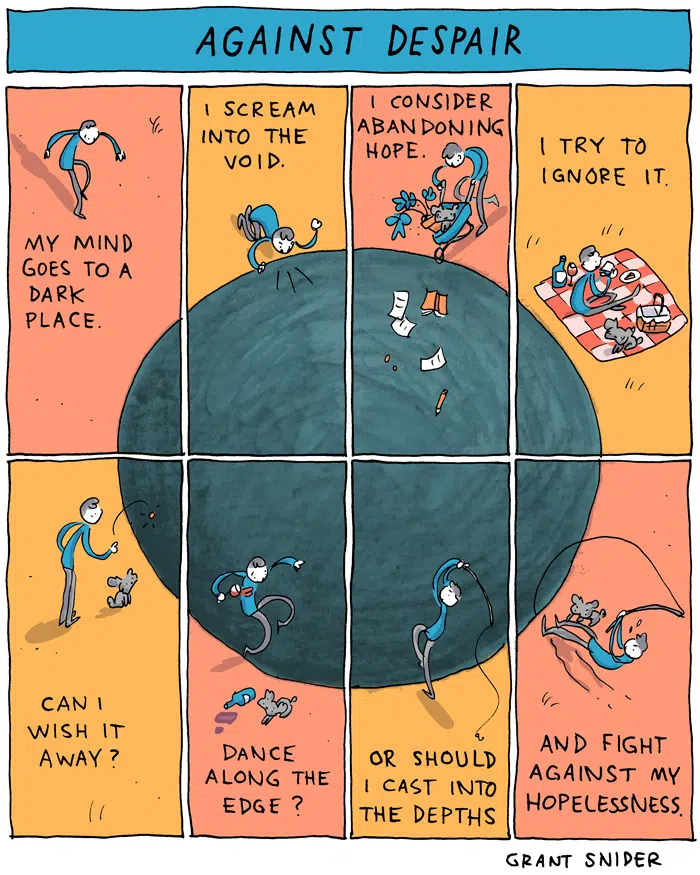 AGAINST DESPAIR
MY MIND
GOES TO A
DARK
PLACE.
I SCREAM
INTO THE
VOID.
I CONSIDER
ABANDONING
HOPE.
I TRY TO
IGNORE IT.
CAN I
WISH IT
AWAY?
DANCE
ALONG THE
EDGE?
OR SHOULD
I CAST INTO
THE DEPTHS
AND FIGHT
AGAINST MY
HOPELESSNESS.
GRANT SNIDER